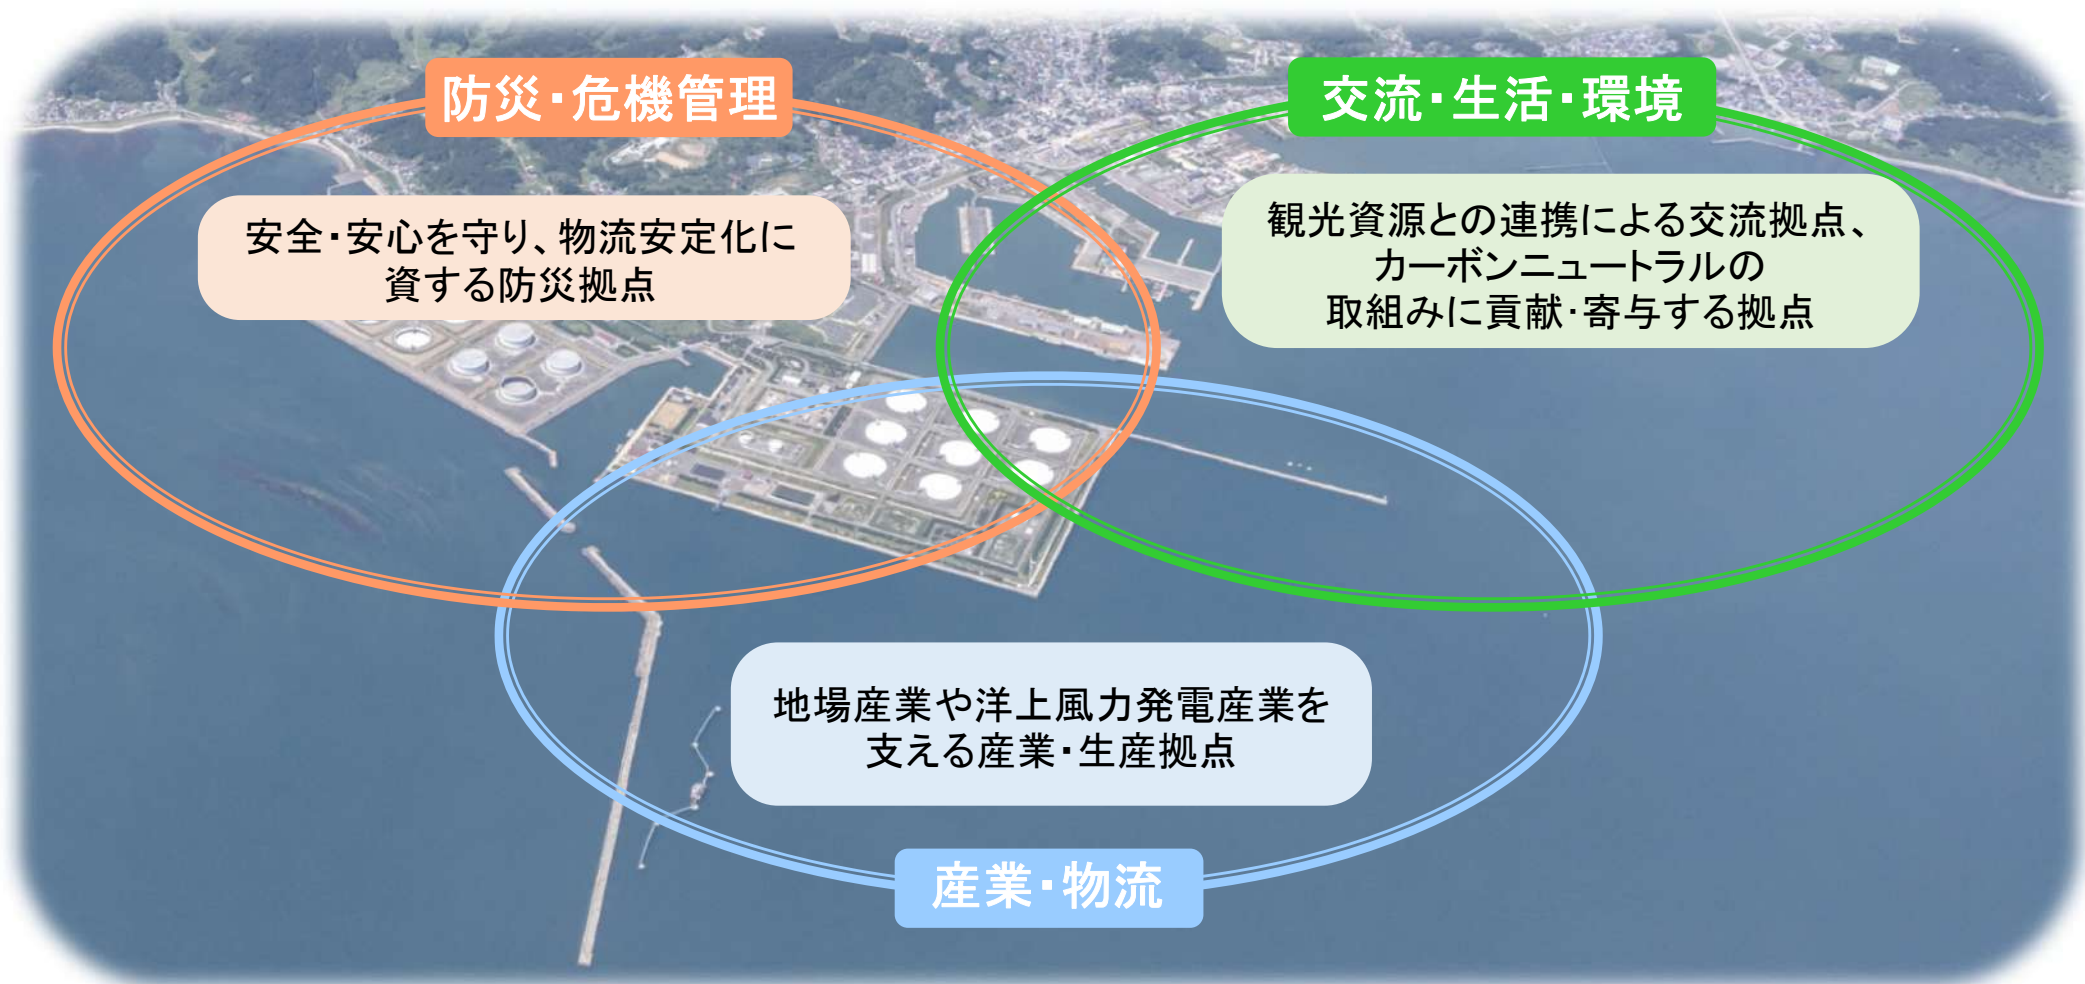 防災・危機管理
安全・安心を守り、物流安定化に
資する防災拠点
交流・生活・環境
観光資源との連携による交流拠点、
カーボンニュートラルの
取組みに貢献・寄与する拠点
地場産業や洋上風力発電産業を
支える産業・生産拠点
産業・物流